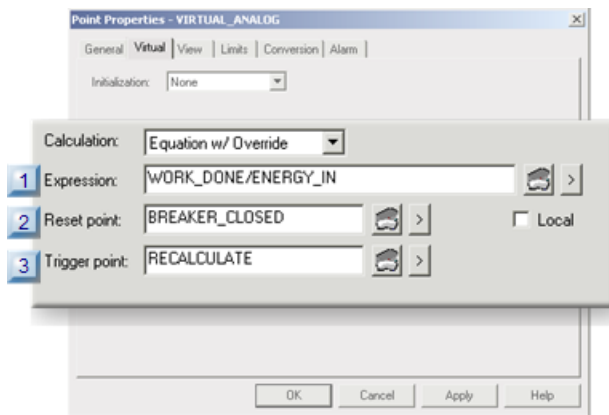 Point Properties - VIRTUAL_ANALOG
General Virtual View Limits Conversion Alarm
Initialization: None
Calculation: Equation w/ Override
1 Expression: WORK_DONE/ENERGY_IN
2 Reset point: BREAKER_CLOSED Local
3 Trigger point: RECALCULATE
OK Cancel Apply Help